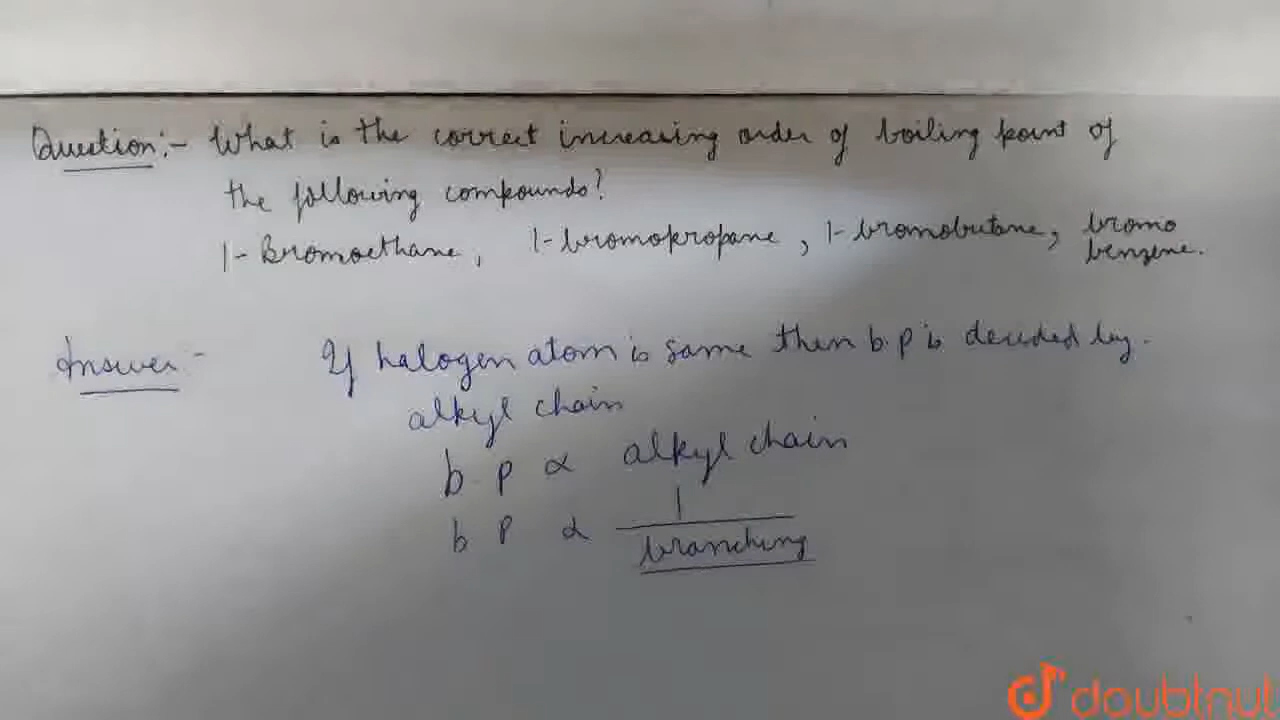 Question:- What is the correct increasing order of boiling point of
the following compounds?
1-Bromoethane, 1-bromopropane, 1-bromobutane, bromo
benzene.
Answer:- If halogen atom is same then b.p is decided by.
alkyl chain
b.p ∝ alkyl chain
b p ∝ 1
branching
doubtnut